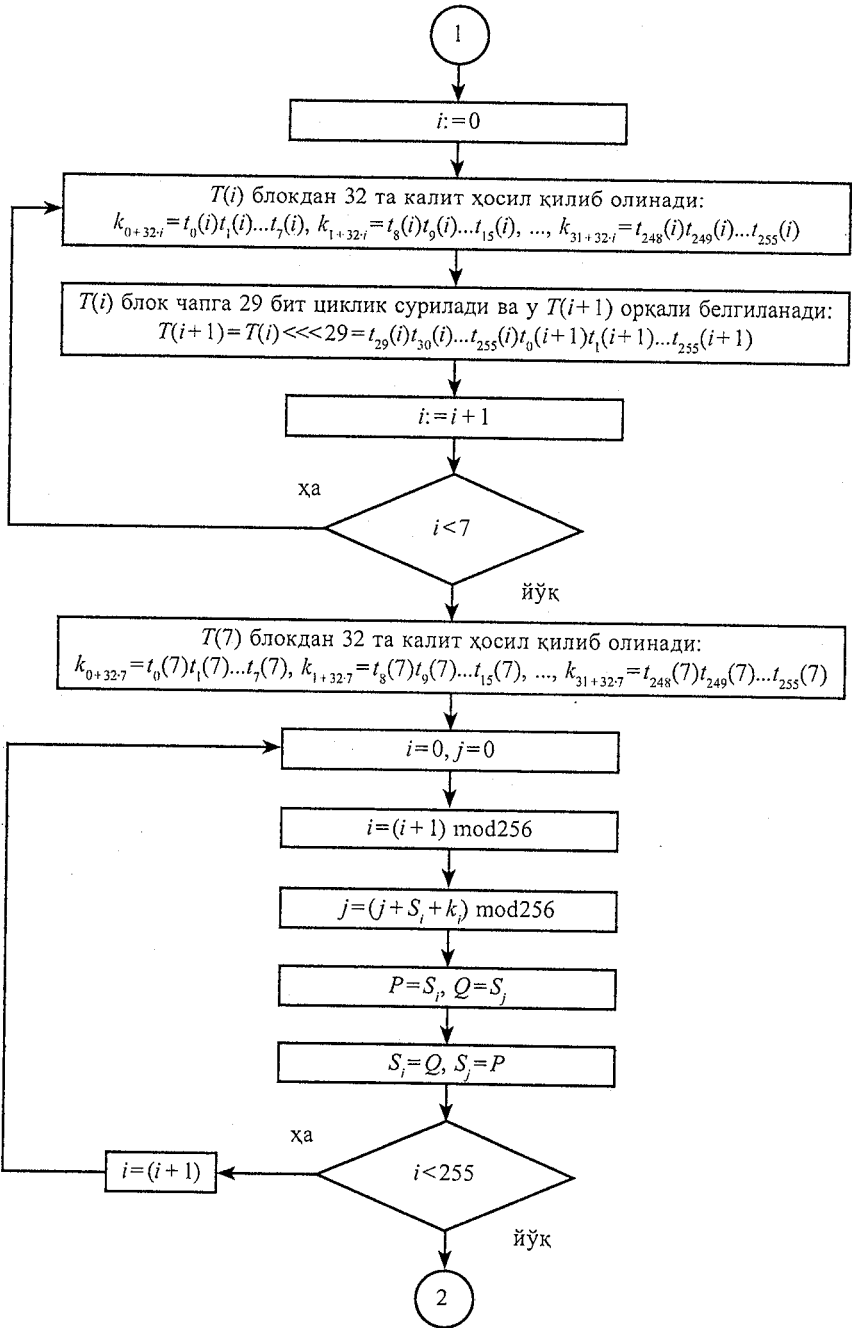 1
i:=0
T(i) блокдан 32 та калит ҳосил қилиб олинади:
k₀₊₃₂.ᵢ=t₀(i)t₁(i)...t₇(i), k₁₊₃₂.ᵢ=t₈(i)t₉(i)...t₁₅(i), ..., k₃₁₊₃₂.ᵢ=t₂₄₈(i)t₂₄₉(i)...t₂₅₅(i)
T(i) блок чапга 29 бит циклик сурилади ва у T(i+1) орқали белгиланади:
T(i+1)=T(i)<<<29=t₂₉(i)t₃₀(i)...t₂₅₅(i)t₀(i+1)t₁(i+1)...t₂₅₅(i+1)
i:=i+1
ҳа
i<7
йўқ
T(7) блокдан 32 та калит ҳосил қилиб олинади:
k₀₊₃₂.₇=t₀(7)t₁(7)...t₇(7), k₁₊₃₂.₇=t₈(7)t₉(7)...t₁₅(7), ..., k₃₁₊₃₂.₇=t₂₄₈(7)t₂₄₉(7)...t₂₅₅(7)
i=0, j=0
i=(i+1) mod256
j=(j+Sᵢ+kᵢ) mod256
P=Sᵢ, Q=Sⱼ
Sᵢ=Q, Sⱼ=P
ҳа
i=(i+1)
i<255
йўқ
2